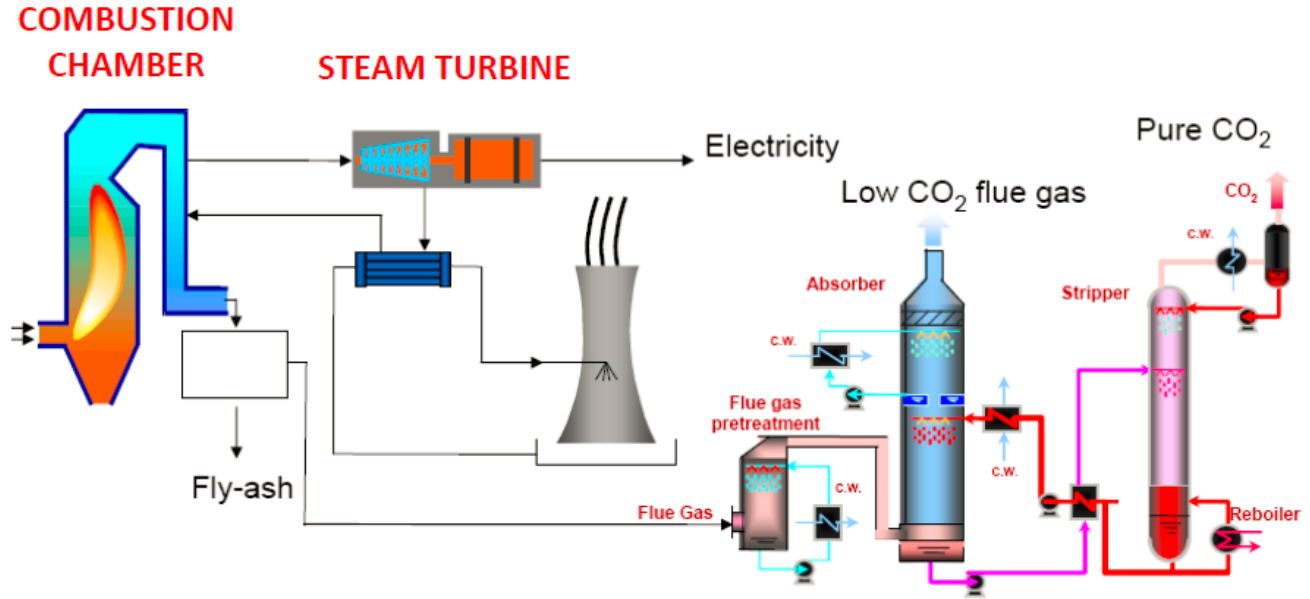 COMBUSTION
CHAMBER
STEAM TURBINE
Electricity
Pure CO₂
Low CO₂ flue gas
CO₂
C.W.
Absorber
Stripper
C.W.
Flue gas
pretreatment
C.W.
C.W.
Fly-ash
Flue Gas
Reboiler